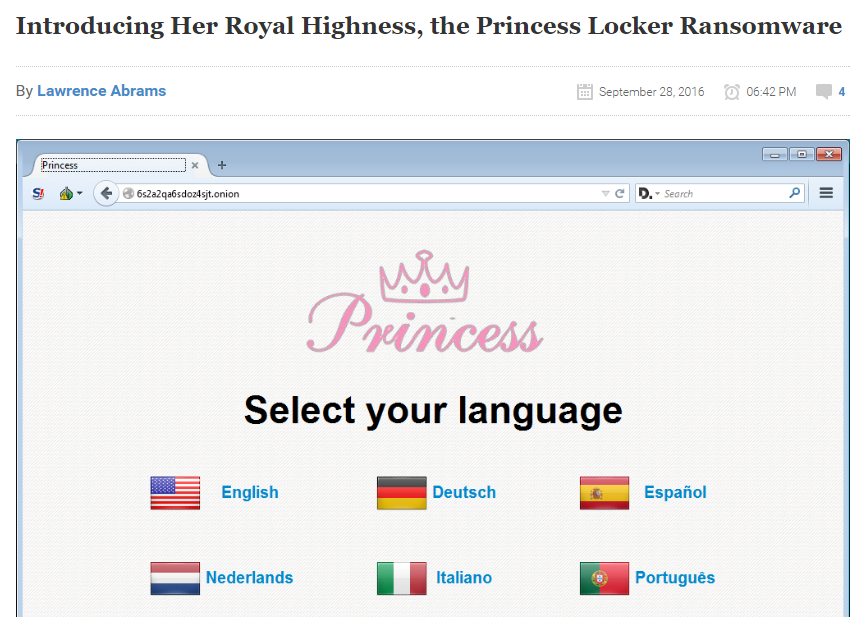 Introducing Her Royal Highness, the Princess Locker Ransomware
By Lawrence Abrams September 28, 2016 06:42 PM 4
Princess
6s2a2qa6sdoz4sjt.onion Search
Princess
Select your language
English Deutsch Español
Nederlands Italiano Português